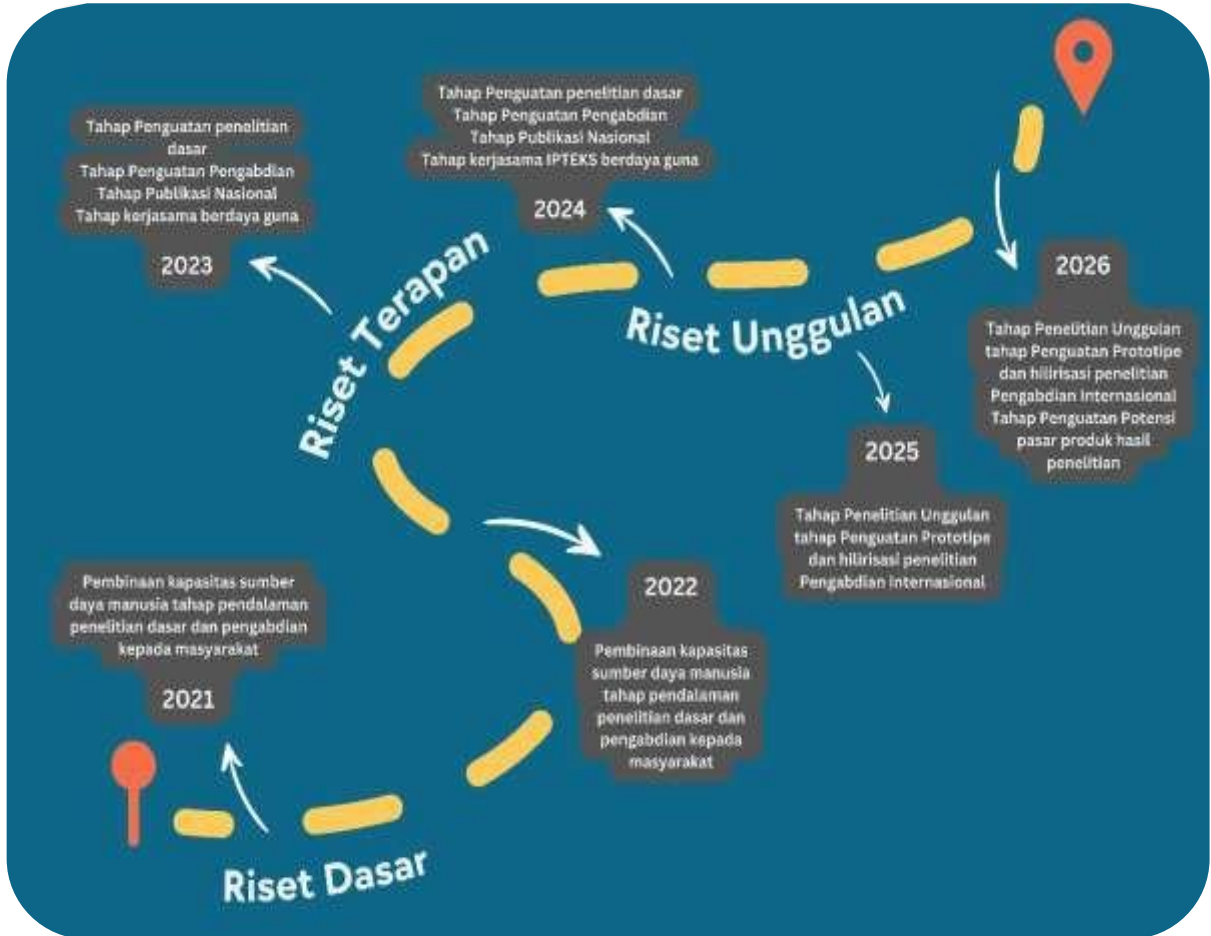 Tahap Penguatan penelitian
dasar
Tahap Penguatan Pengabdian
Tahap Publikasi Nasional
Tahap kerjasama berdaya guna
2023
Tahap Penguatan penelitian dasar
Tahap Penguatan Pengabdian
Tahap Publikasi Nasional
Tahap kerjasama IPTEKS berdaya guna
2024
Riset Terapan
Riset Unggulan
2026
Tahap Penelitian Unggulan
tahap Penguatan Prototipe
dan hilirisasi penelitian
Pengabdian Internasional
Tahap Penguatan Potensi
pasar produk hasil
penelitian
2025
Tahap Penelitian Unggulan
tahap Penguatan Prototipe
dan hilirisasi penelitian
Pengabdian Internasional
2022
Pembinaan kapasitas
sumber daya manusia
tahap pendalaman
penelitian dasar dan
pengabdian kepada
masyarakat
Pembinaan kapasitas sumber
daya manusia tahap pendalaman
penelitian dasar dan pengabdian
kepada masyarakat
2021
Riset Dasar